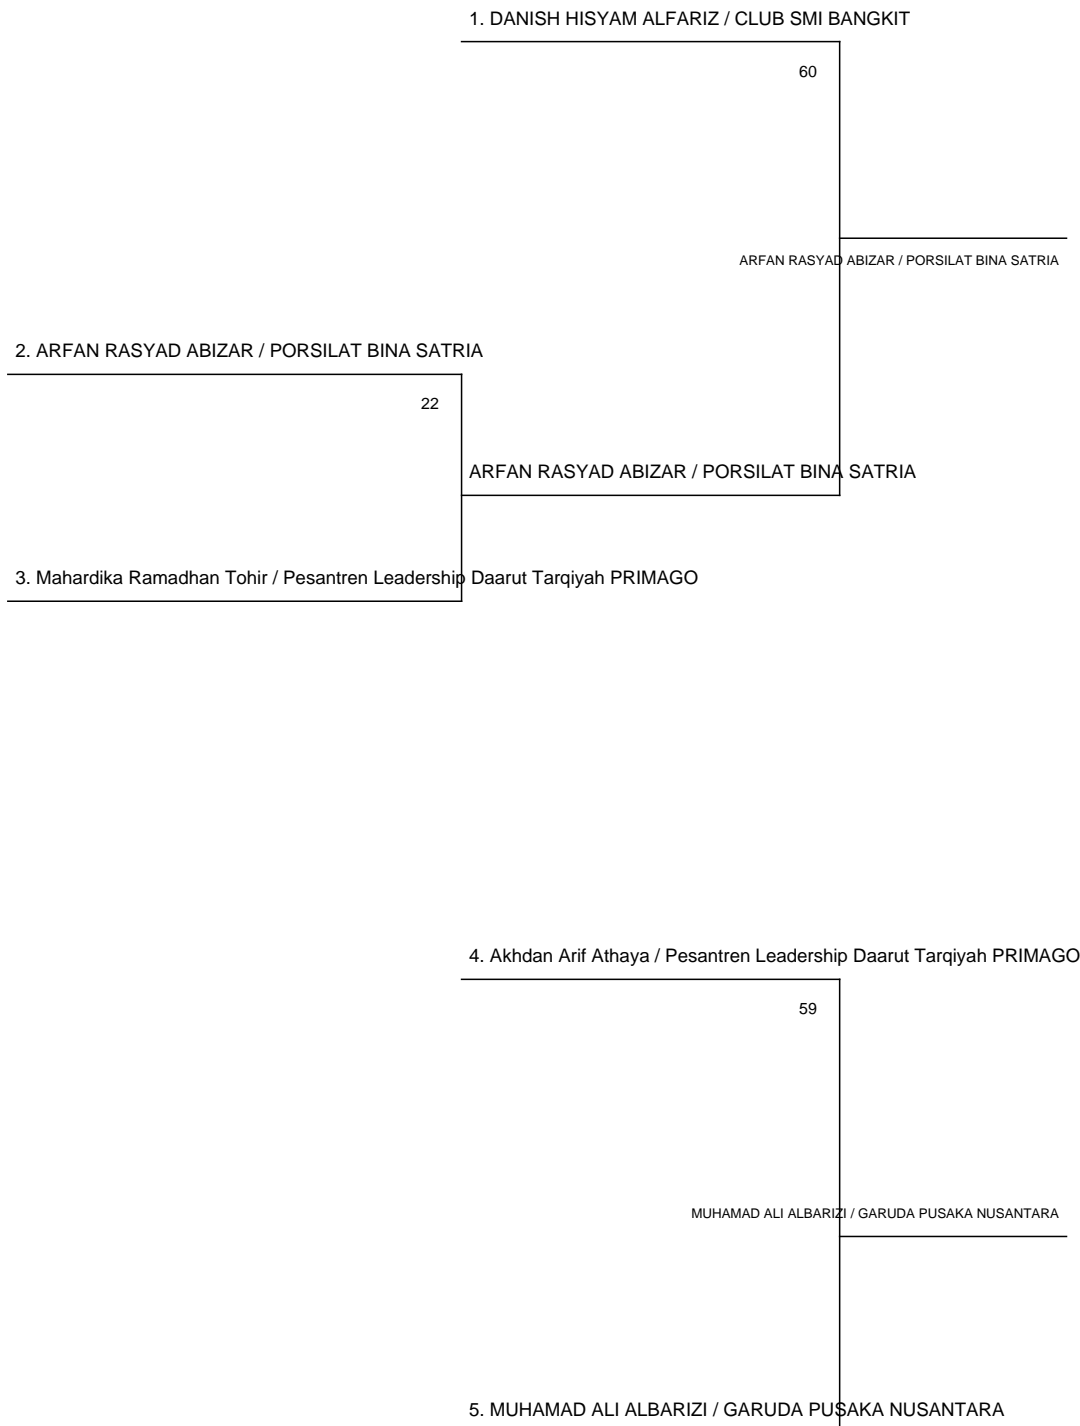 1. DANISH HISYAM ALFARIZ / CLUB SMI BANGKIT
60
ARFAN RASYAD ABIZAR / PORSILAT BINA SATRIA
2. ARFAN RASYAD ABIZAR / PORSILAT BINA SATRIA
22
ARFAN RASYAD ABIZAR / PORSILAT BINA SATRIA
3. Mahardika Ramadhan Tohir / Pesantren Leadership Daarut Tarqiyah PRIMAGO
4. Akhdan Arif Athaya / Pesantren Leadership Daarut Tarqiyah PRIMAGO
59
MUHAMAD ALI ALBARIZI / GARUDA PUSAKA NUSANTARA
5. MUHAMAD ALI ALBARIZI / GARUDA PUSAKA NUSANTARA